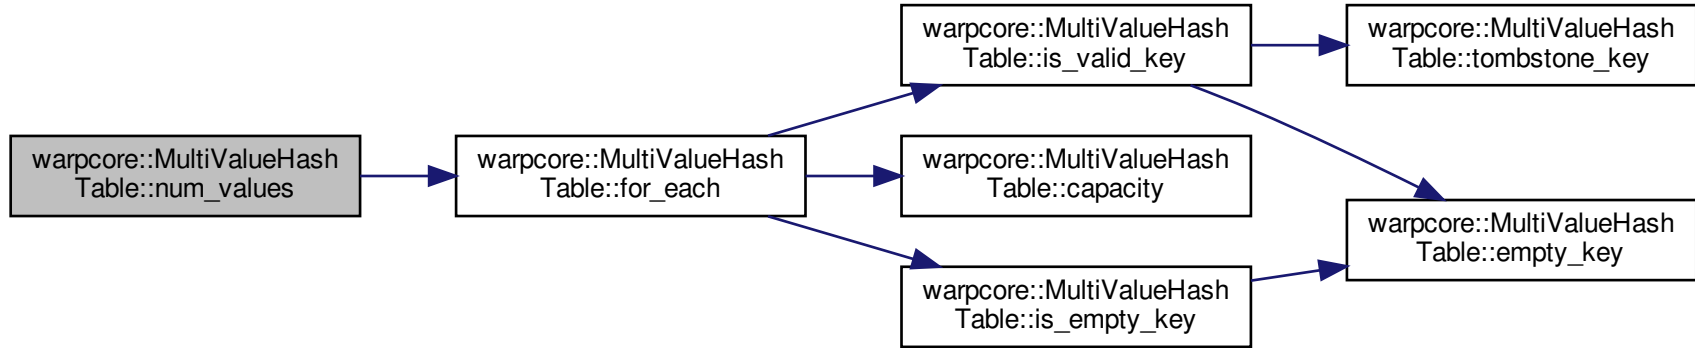 warpcore::MultiValueHash
Table::num_values
warpcore::MultiValueHash
Table::for_each
warpcore::MultiValueHash
Table::is_valid_key
warpcore::MultiValueHash
Table::capacity
warpcore::MultiValueHash
Table::is_empty_key
warpcore::MultiValueHash
Table::tombstone_key
warpcore::MultiValueHash
Table::empty_key